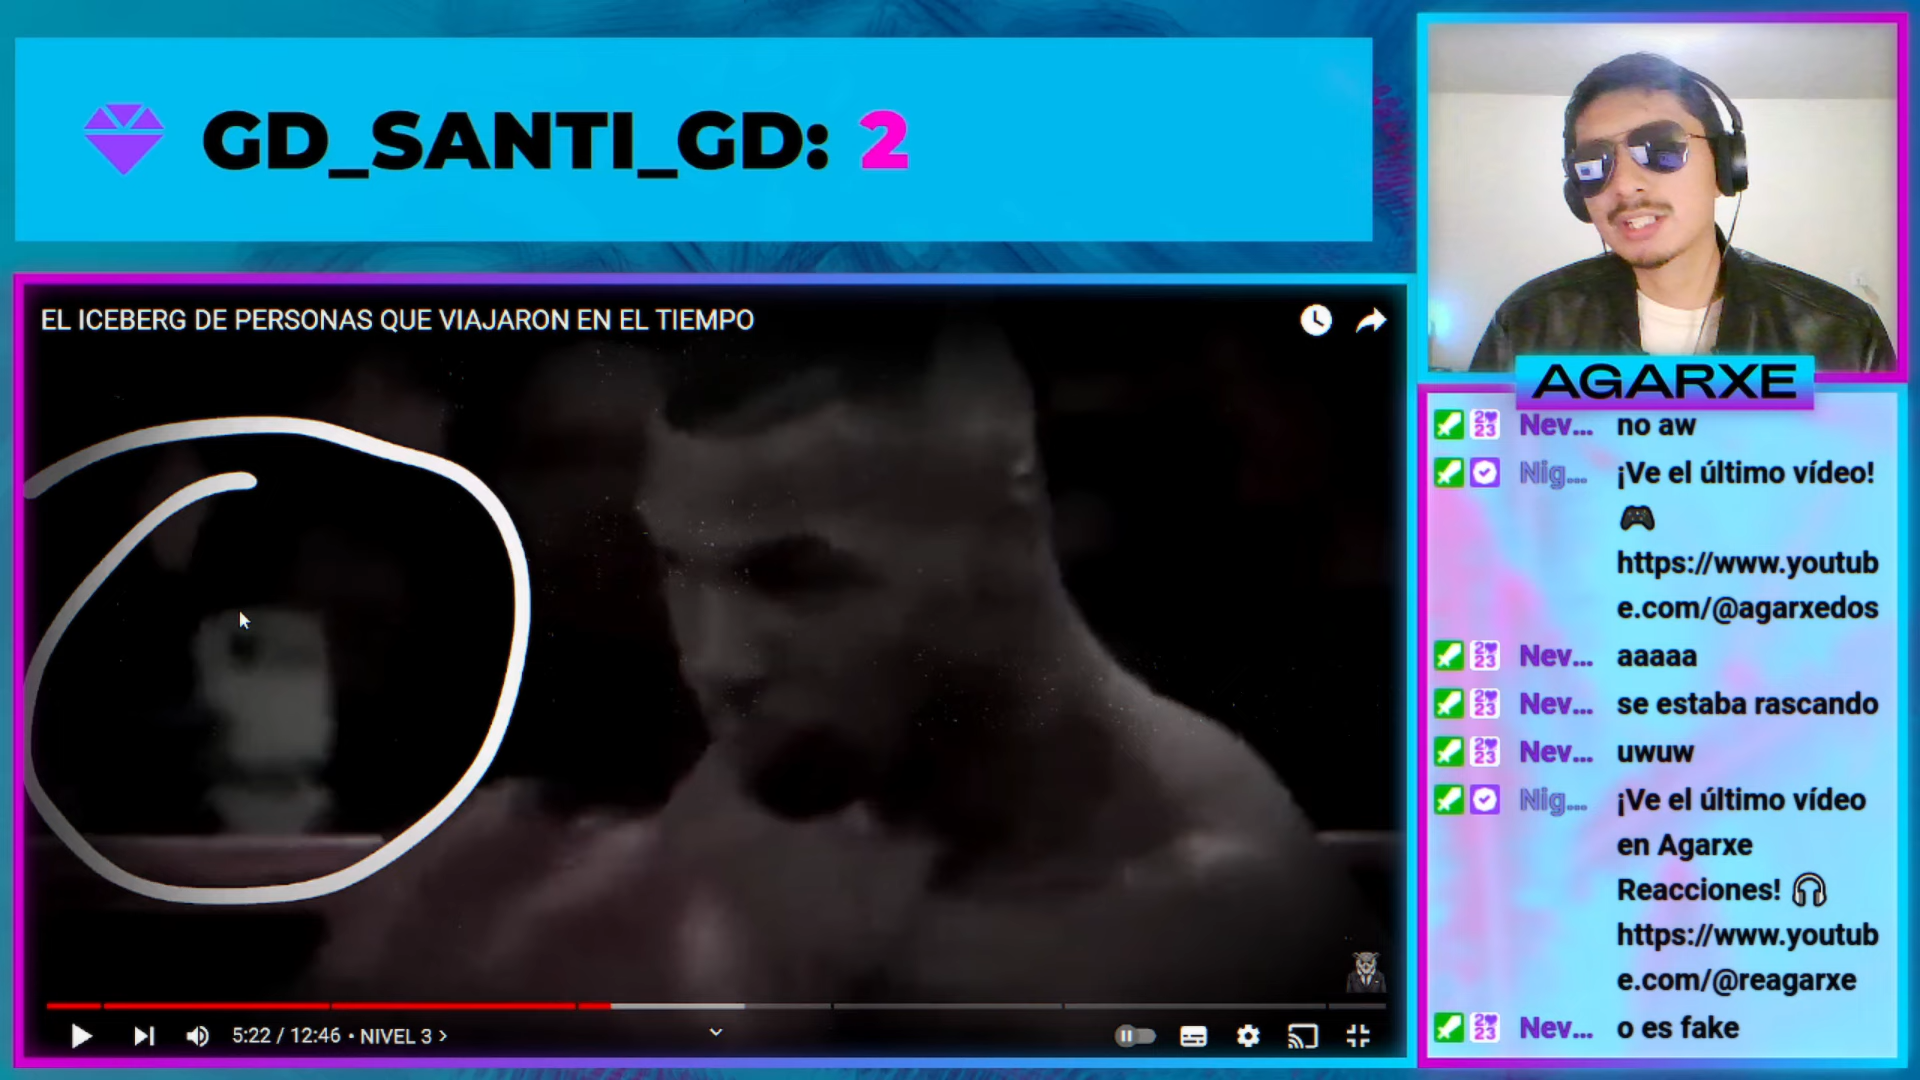 GD_SANTI_GD: 2
EL ICEBERG DE PERSONAS QUE VIAJARON EN EL TIEMPO
5:22 / 12:46 • NIVEL 3 >
AGARXE
Nev... no aw
Nig... ¡Ve el último vídeo!
🎮
https://www.youtub
e.com/@agarxedos
Nev... aaaaa
Nev... se estaba rascando
Nev... uwuw
Nig... ¡Ve el último vídeo
en Agarxe
Reacciones! 🎧
https://www.youtub
e.com/@reagarxe
Nev... o es fake